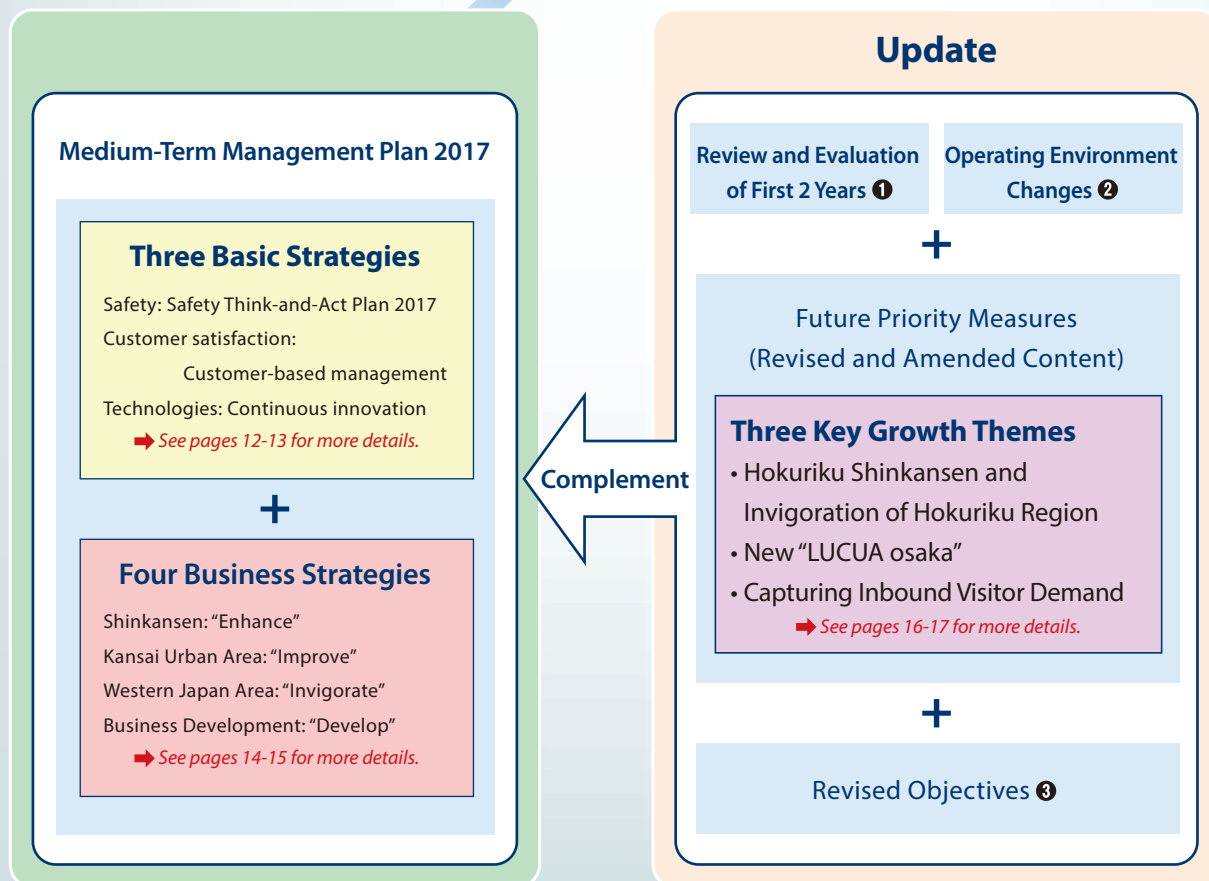 Medium-Term Management Plan 2017
Three Basic Strategies
Safety: Safety Think-and-Act Plan 2017
Customer satisfaction:
Customer-based management
Technologies: Continuous innovation
➡ See pages 12-13 for more details.
+
Four Business Strategies
Shinkansen: “Enhance”
Kansai Urban Area: “Improve”
Western Japan Area: “Invigorate”
Business Development: “Develop”
➡ See pages 14-15 for more details.
Complement
Update
Review and Evaluation
of First 2 Years ❶
Operating Environment
Changes ❷
+
Future Priority Measures
(Revised and Amended Content)
Three Key Growth Themes
• Hokuriku Shinkansen and
Invigoration of Hokuriku Region
• New “LUCUA osaka”
• Capturing Inbound Visitor Demand
➡ See pages 16-17 for more details.
+
Revised Objectives ❸